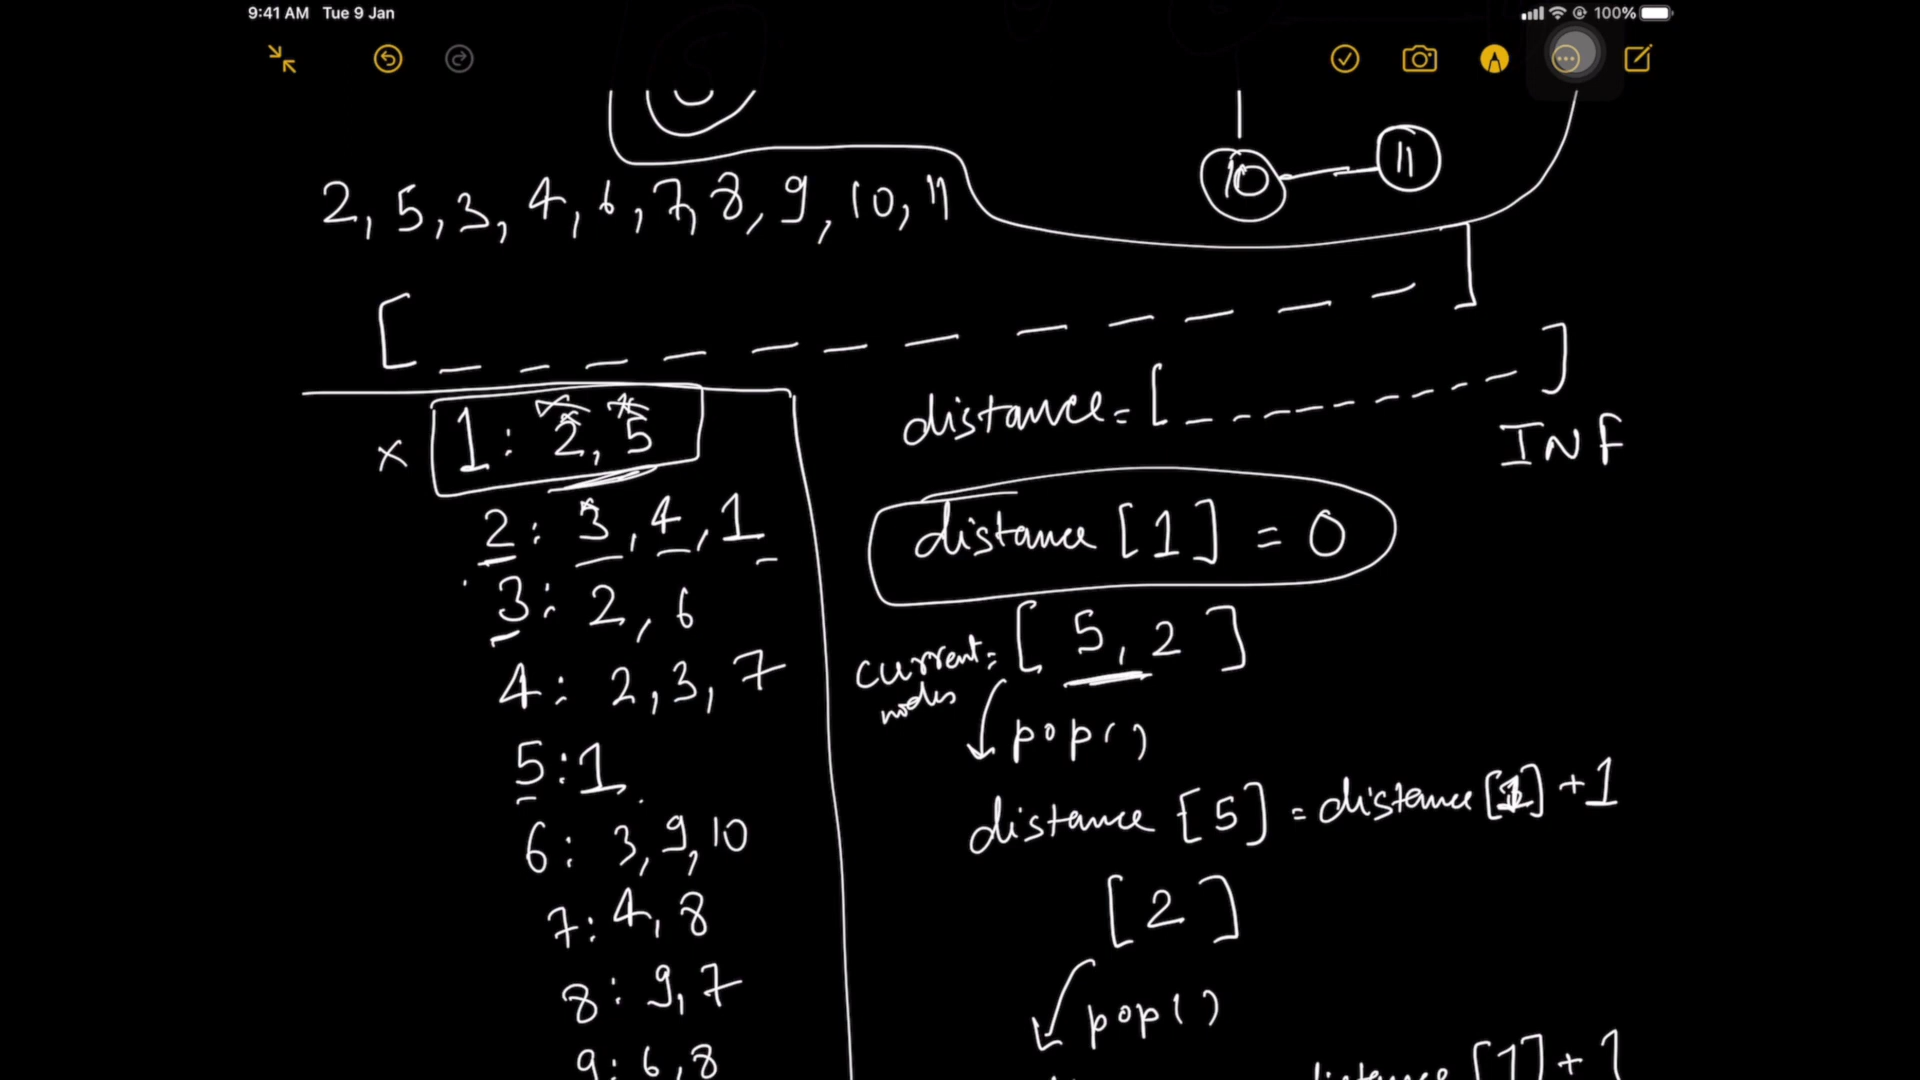 9:41 AM Tue 9 Jan
100%
10
11
2, 5, 3, 4, 6, 7, 8, 9, 10, 11
[ _ _ _ _ _ _ _ _ _ _ _ ]
distance = [ - - - - - - - - - - ]
INF
x 1: 2, 5
2: 3, 4, 1
3: 2, 6
4: 2, 3, 7
5: 1
6: 3, 9, 10
7: 4, 8
8: 9, 7
9: 6, 8
distance [1] = 0
current nodes = [ 5, 2 ]
pop()
distance [5] = distance [1] + 1
[ 2 ]
pop()
distance [1] + 1